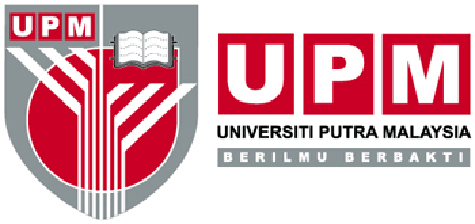 UPM
UPM
UNIVERSITI PUTRA MALAYSIA
BERILMU BERBAKTI